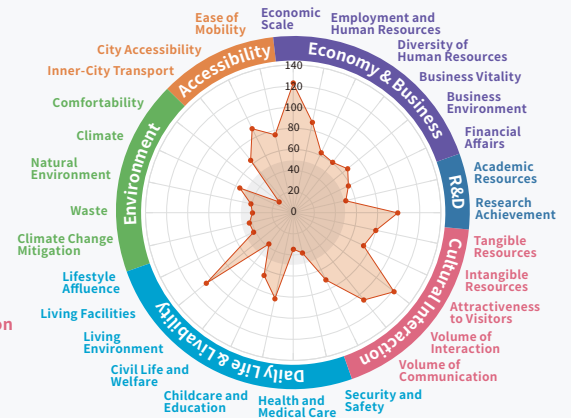 Economic
Scale
Employment and
Human Resources
Diversity of
Human Resources
Business Vitality
Business
Environment
Financial
Affairs
Academic
Resources
Research
Achievement
Tangible
Resources
Intangible
Resources
Attractiveness
to Visitors
Volume of
Interaction
Volume of
Communication
Security and
Safety
Health and
Medical Care
Childcare and
Education
Civil Life and
Welfare
Living
Environment
Living Facilities
Lifestyle
Affluence
Climate Change
Mitigation
Waste
Natural
Environment
Climate
Comfortability
Inner-City Transport
City Accessibility
Ease of
Mobility
Economy & Business
R&D
Cultural Interaction
Daily Life & Livability
Environment
Accessibility
140
120
100
80
60
40
20
0
on